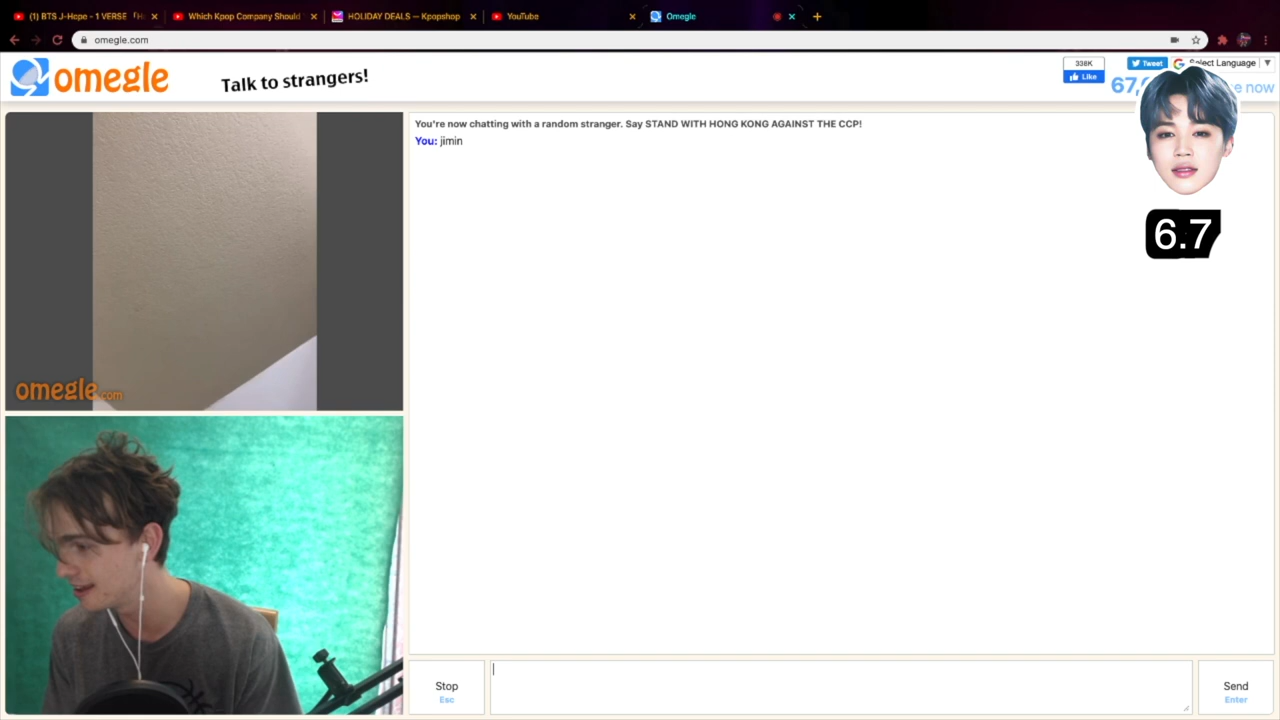 (1) BTS J-Hope - 1 VERSE
Which Kpop Company Should
HOLIDAY DEALS — Kpopshop
YouTube
Omegle
omegle.com
omegle
Talk to strangers!
338K
Like
Tweet
Select Language
67,
e now
You're now chatting with a random stranger. Say STAND WITH HONG KONG AGAINST THE CCP!
You: jimin
6.7
omegle.com
Stop
Esc
Send
Enter